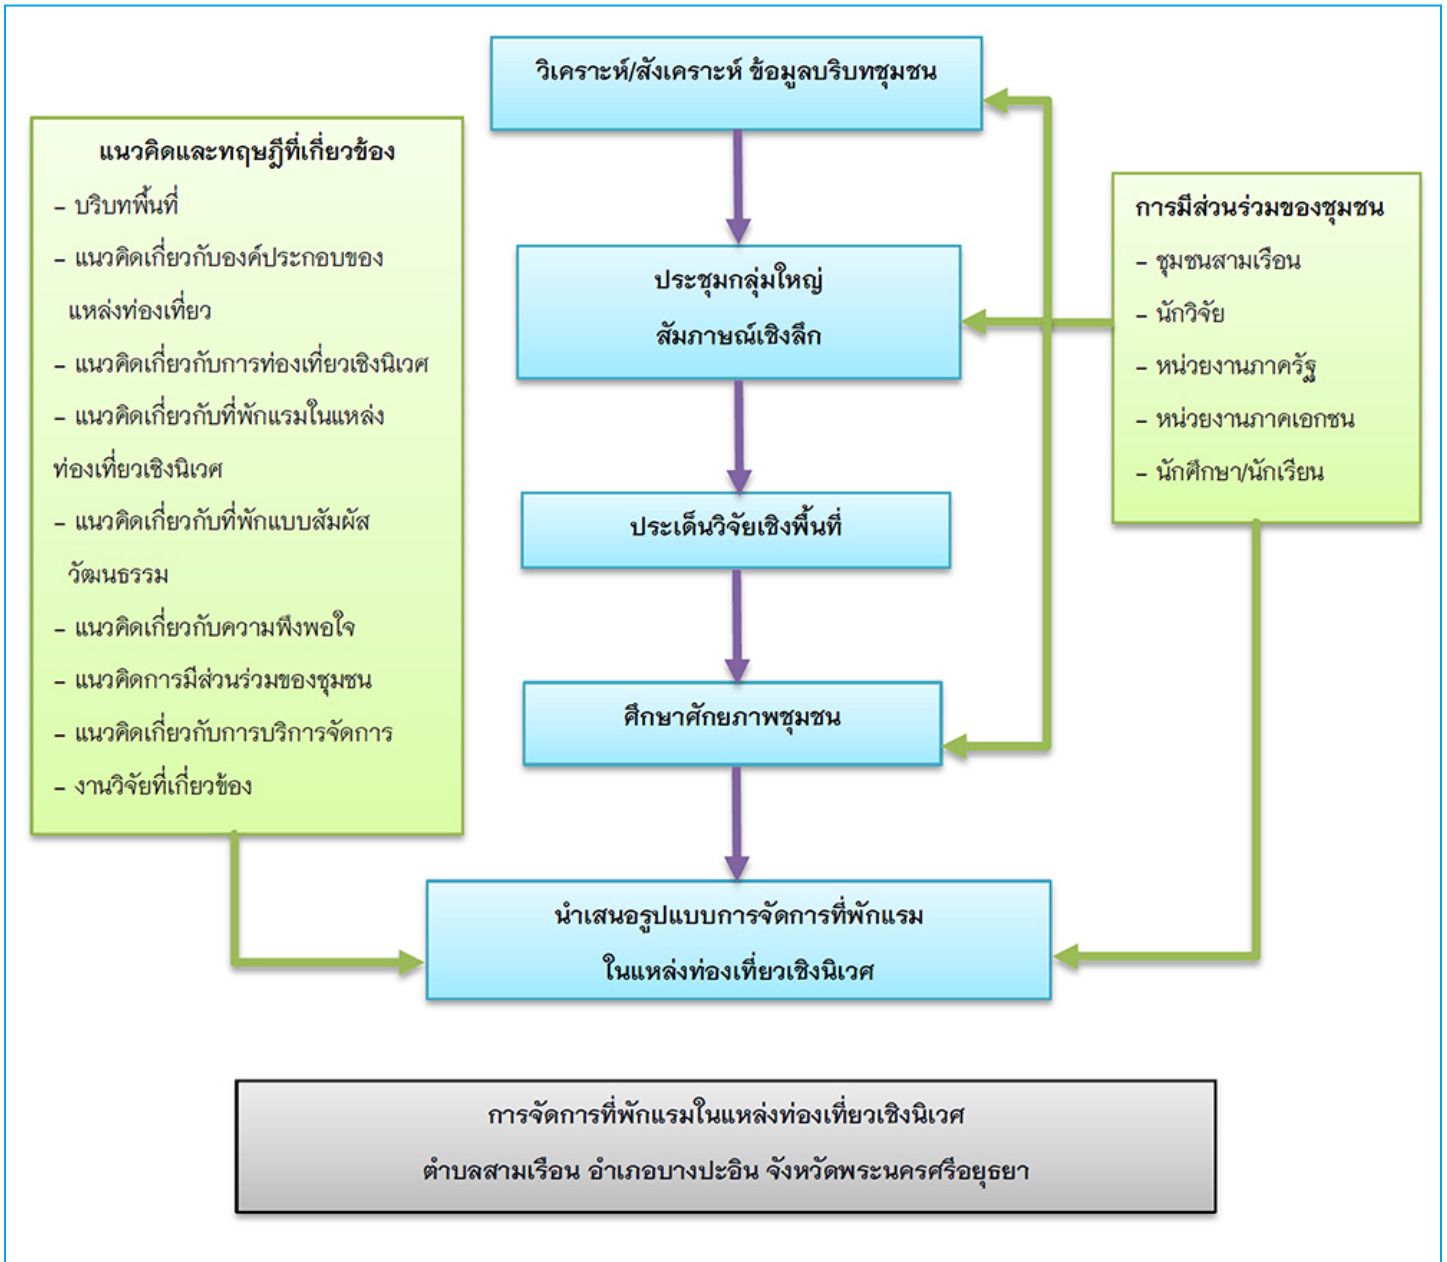 วิเคราะห์/สังเคราะห์ ข้อมูลบริบทชุมชน
แนวคิดและทฤษฎีที่เกี่ยวข้อง
– บริบทพื้นที่
– แนวคิดเกี่ยวกับองค์ประกอบของ
แหล่งท่องเที่ยว
– แนวคิดเกี่ยวกับการท่องเที่ยวเชิงนิเวศ
– แนวคิดเกี่ยวกับที่พักแรมในแหล่ง
ท่องเที่ยวเชิงนิเวศ
– แนวคิดเกี่ยวกับที่พักแบบสัมผัส
วัฒนธรรม
– แนวคิดเกี่ยวกับความพึงพอใจ
– แนวคิดการมีส่วนร่วมของชุมชน
– แนวคิดเกี่ยวกับการบริการจัดการ
– งานวิจัยที่เกี่ยวข้อง
ประชุมกลุ่มใหญ่
สัมภาษณ์เชิงลึก
ประเด็นวิจัยเชิงพื้นที่
ศึกษาศักยภาพชุมชน
การมีส่วนร่วมของชุมชน
– ชุมชนสามเรือน
– นักวิจัย
– หน่วยงานภาครัฐ
– หน่วยงานภาคเอกชน
– นักศึกษา/นักเรียน
นำเสนอรูปแบบการจัดการที่พักแรม
ในแหล่งท่องเที่ยวเชิงนิเวศ
การจัดการที่พักแรมในแหล่งท่องเที่ยวเชิงนิเวศ
ตำบลสามเรือน อำเภอบางปะอิน จังหวัดพระนครศรีอยุธยา